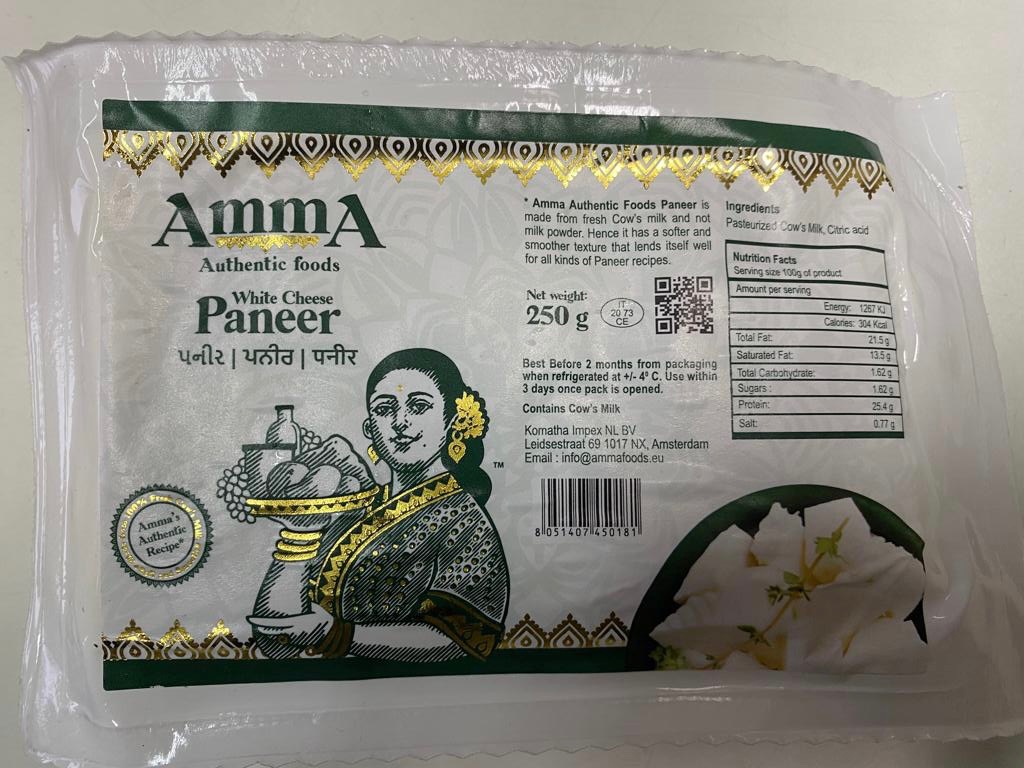 AmmA
Authentic foods
White Cheese
Paneer
પનીર | ਪਨੀਰ | पनीर
100% Fresh Cow's Milk
Amma's
Authentic
Recipe*
TM
* Amma Authentic Foods Paneer is
made from fresh Cow's milk and not
milk powder. Hence it has a softer and
smoother texture that lends itself well
for all kinds of Paneer recipes.
Net weight:
250 g
IT
20 73
CE
Best Before 2 months from packaging
when refrigerated at +/- 4º C. Use within
3 days once pack is opened.
Contains Cow's Milk
Komatha Impex NL BV
Leidsestraat 69 1017 NX, Amsterdam
Email : info@ammafoods.eu
8 051407 450181
Ingredients
Pasteurized Cow's Milk, Citric acid
Nutrition Facts
Serving size 100g of product
Amount per serving
Energy: 1267 KJ
Calories: 304 Kcal
Total Fat: 21.5 g
Saturated Fat: 13.5 g
Total Carbohydrate: 1.62 g
Sugars : 1.62 g
Protein: 25.4 g
Salt: 0.77 g